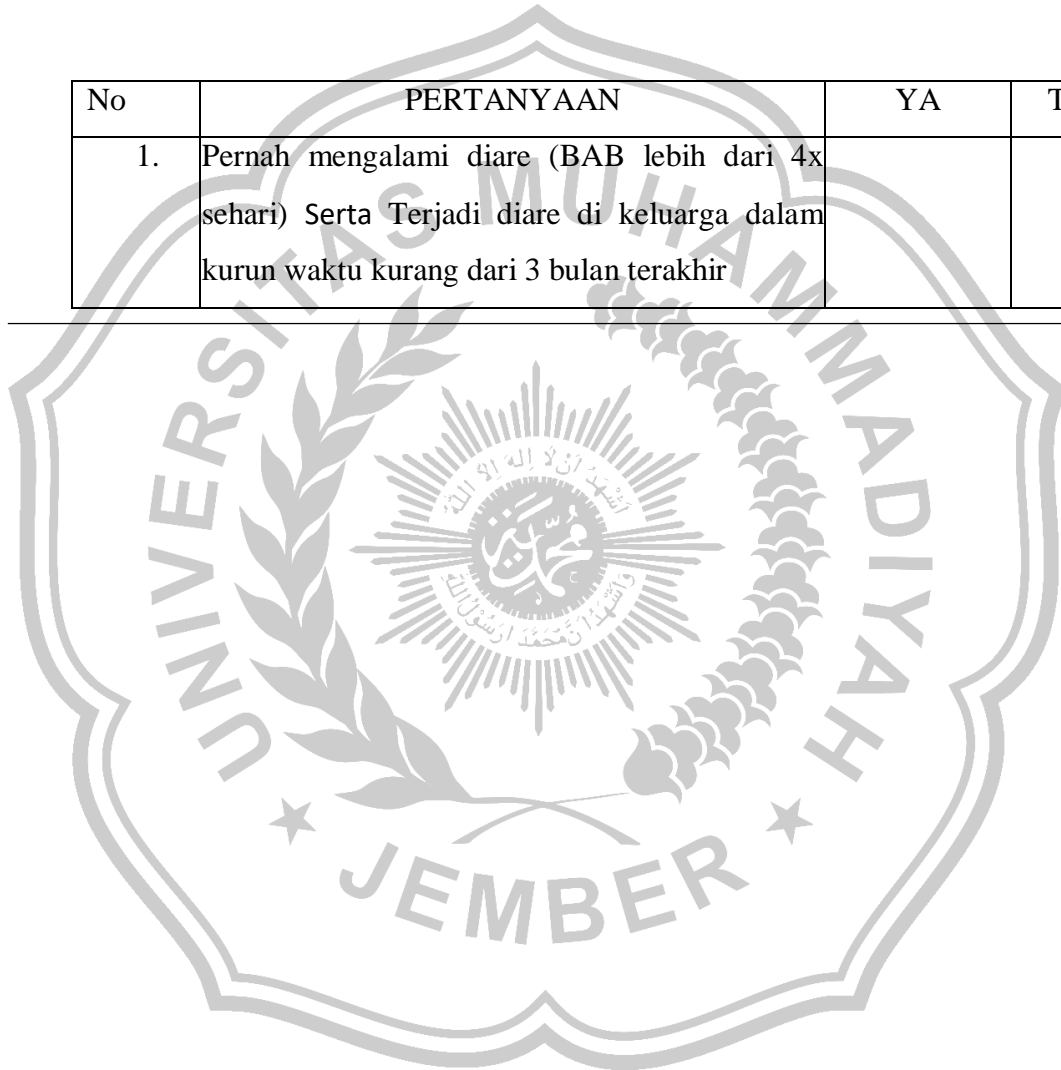 No PERTANYAAN YA T
1. Pernah mengalami diare (BAB lebih dari 4x
sehari) Serta Terjadi diare di keluarga dalam
kurun waktu kurang dari 3 bulan terakhir
UNIVERSITAS MUHAMMADIYAH
JEMBER